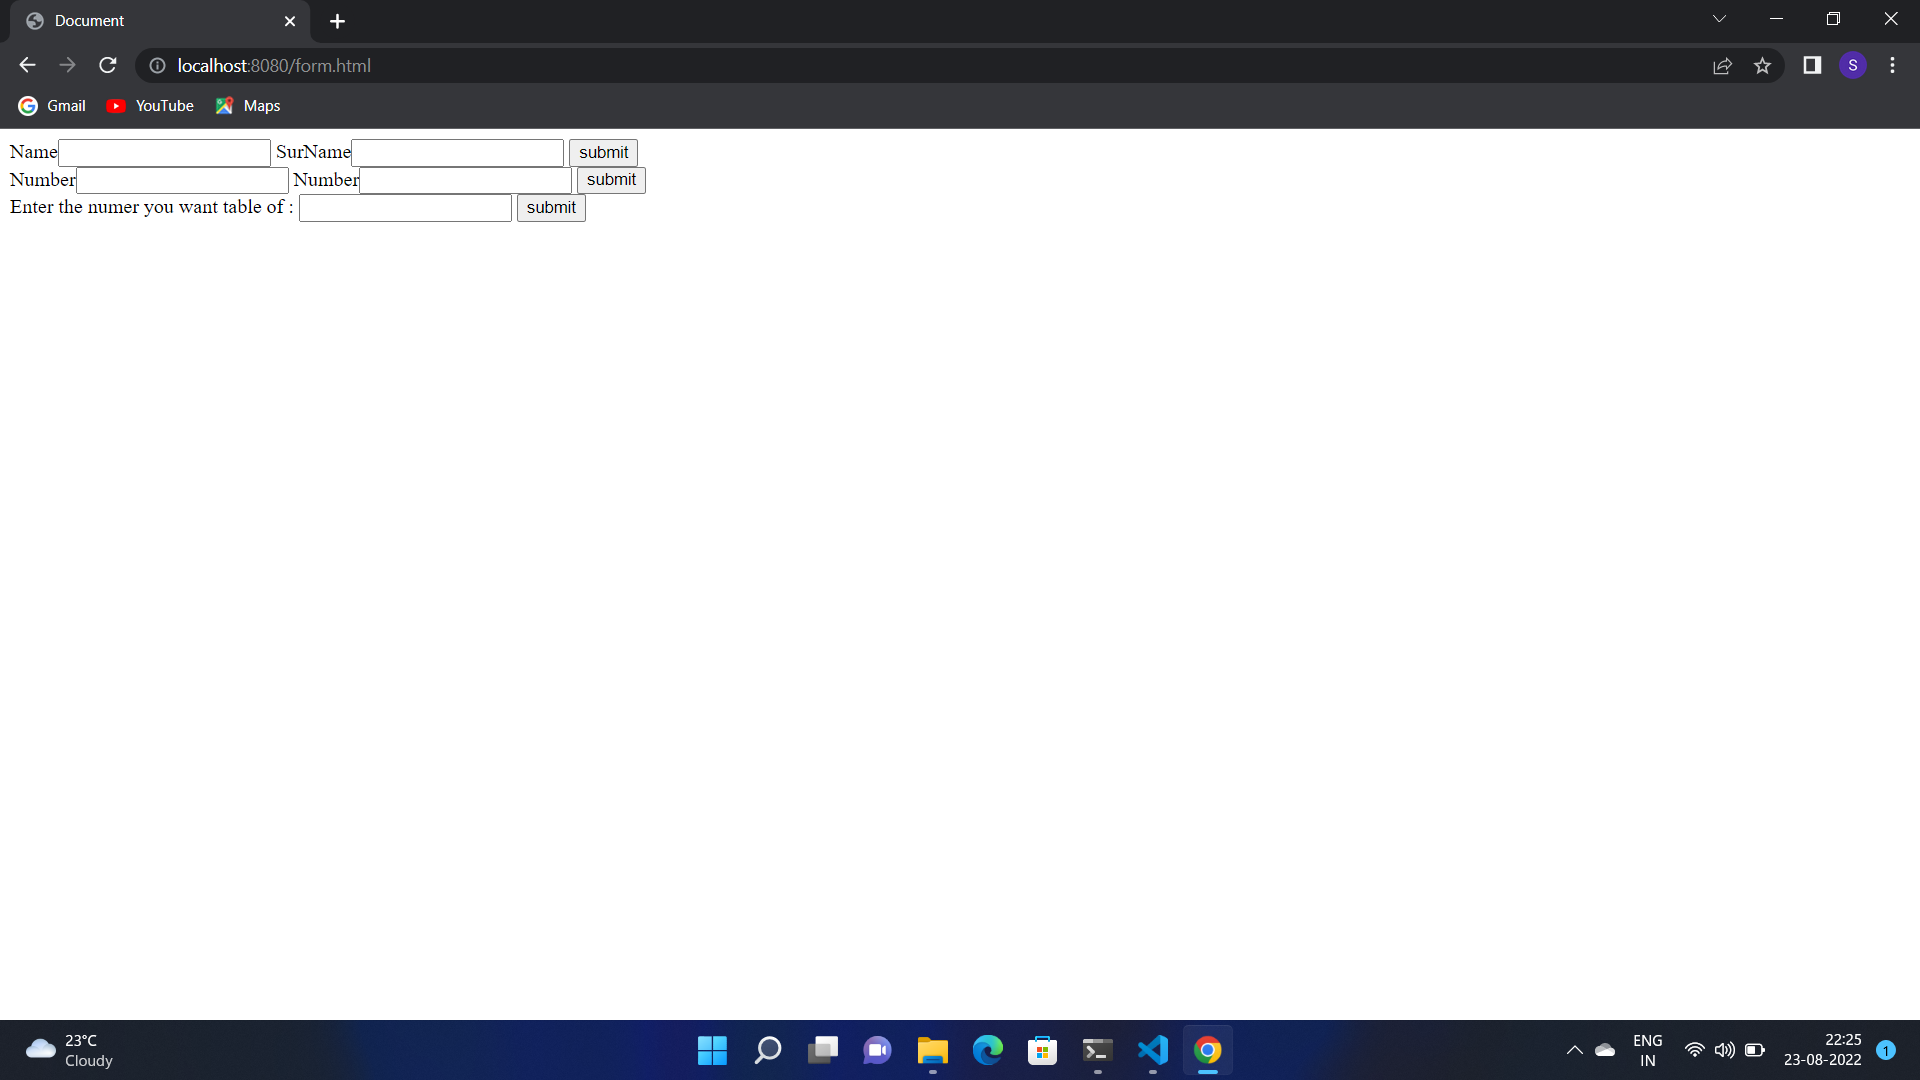 Document
localhost:8080/form.html
S
Gmail YouTube Maps
Name SurName submit
Number Number submit
Enter the numer you want table of : submit
23°C
Cloudy
ENG
IN
22:25
23-08-2022
1